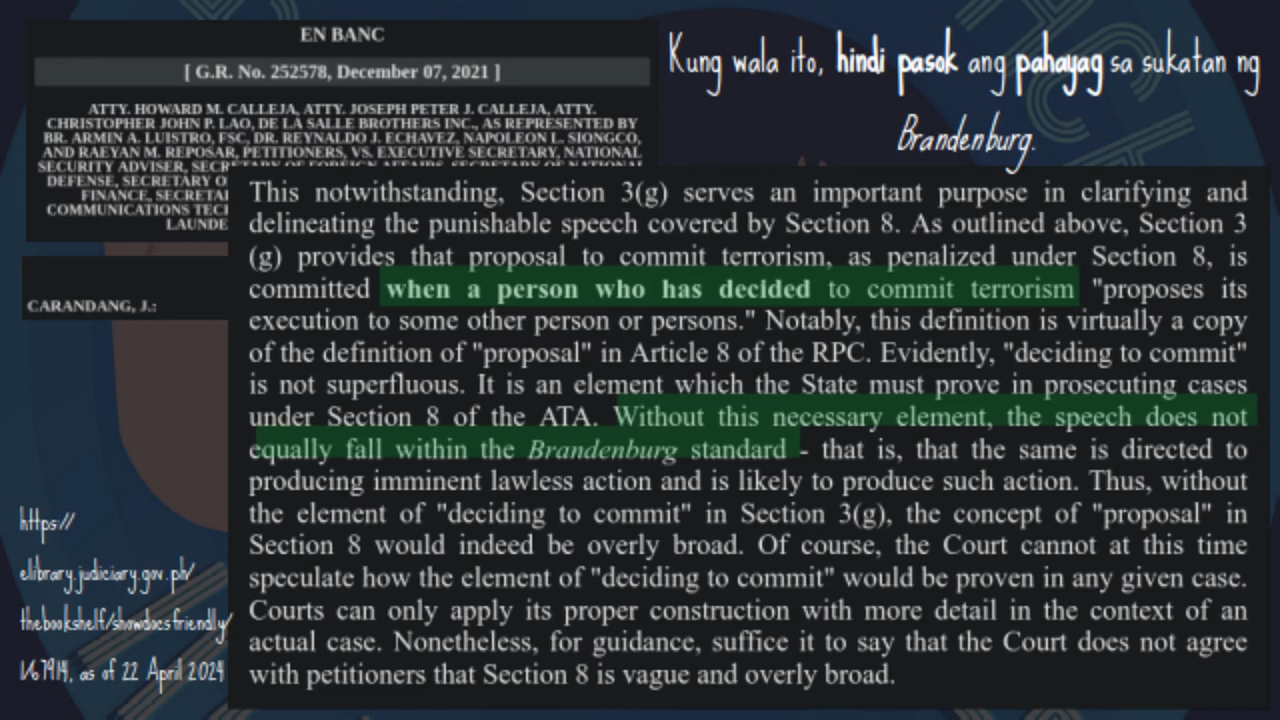 EN BANC
[ G.R. No. 252578, December 07, 2021 ]
ATTY. HOWARD M. CALLEJA, ATTY. JOSEPH PETER J. CALLEJA, ATTY.
CHRISTOPHER JOHN P. LAO, DE LA SALLE BROTHERS INC., AS REPRESENTED BY
BR. ARMIN A. LUISTRO, FSC, DR. REYNALDO J. ECHAVEZ, NAPOLEON L. SIONGCO,
AND RAEYAN M. REPOSAR, PETITIONERS, VS. EXECUTIVE SECRETARY, NATIONAL
SECURITY ADVISER,
DEFENSE, SECRETARY O
FINANCE, SECRETA
COMMUNICATIONS TEC
LAUNDE
CARANDANG, J.:
Kung wala ito, hindi pasok ang pahayag sa sukatan ng
Brandenburg.
This notwithstanding, Section 3(g) serves an important purpose in clarifying and
delineating the punishable speech covered by Section 8. As outlined above, Section 3
(g) provides that proposal to commit terrorism, as penalized under Section 8, is
committed when a person who has decided to commit terrorism "proposes its
execution to some other person or persons." Notably, this definition is virtually a copy
of the definition of "proposal" in Article 8 of the RPC. Evidently, "deciding to commit"
is not superfluous. It is an element which the State must prove in prosecuting cases
under Section 8 of the ATA. Without this necessary element, the speech does not
equally fall within the Brandenburg standard - that is, that the same is directed to
producing imminent lawless action and is likely to produce such action. Thus, without
the element of "deciding to commit" in Section 3(g), the concept of "proposal" in
Section 8 would indeed be overly broad. Of course, the Court cannot at this time
speculate how the element of "deciding to commit" would be proven in any given case.
Courts can only apply its proper construction with more detail in the context of an
actual case. Nonetheless, for guidance, suffice it to say that the Court does not agree
with petitioners that Section 8 is vague and overly broad.
https//
elibrary.judiciary.gov.ph/
thebookshelf/showdocsfriendly/
1/67914, as of 22 April 2024